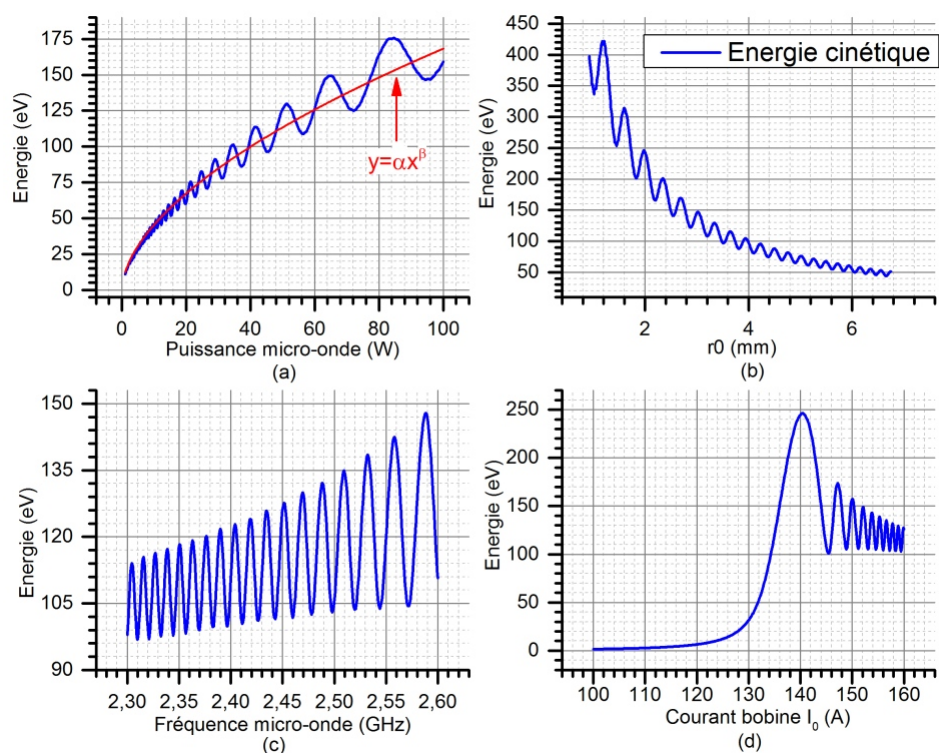 175
150
125
100
75
50
25
0
Energie (eV)
y=αxᵝ
0 20 40 60 80 100
Puissance micro-onde (W)
(a)
450
400
350
300
250
200
150
100
50
Energie (eV)
Energie cinétique
2 4 6
r0 (mm)
(b)
150
135
120
105
90
Energie (eV)
2,30 2,35 2,40 2,45 2,50 2,55 2,60
Fréquence micro-onde (GHz)
(c)
250
200
150
100
50
0
Energie (eV)
100 110 120 130 140 150 160
Courant bobine I₀ (A)
(d)